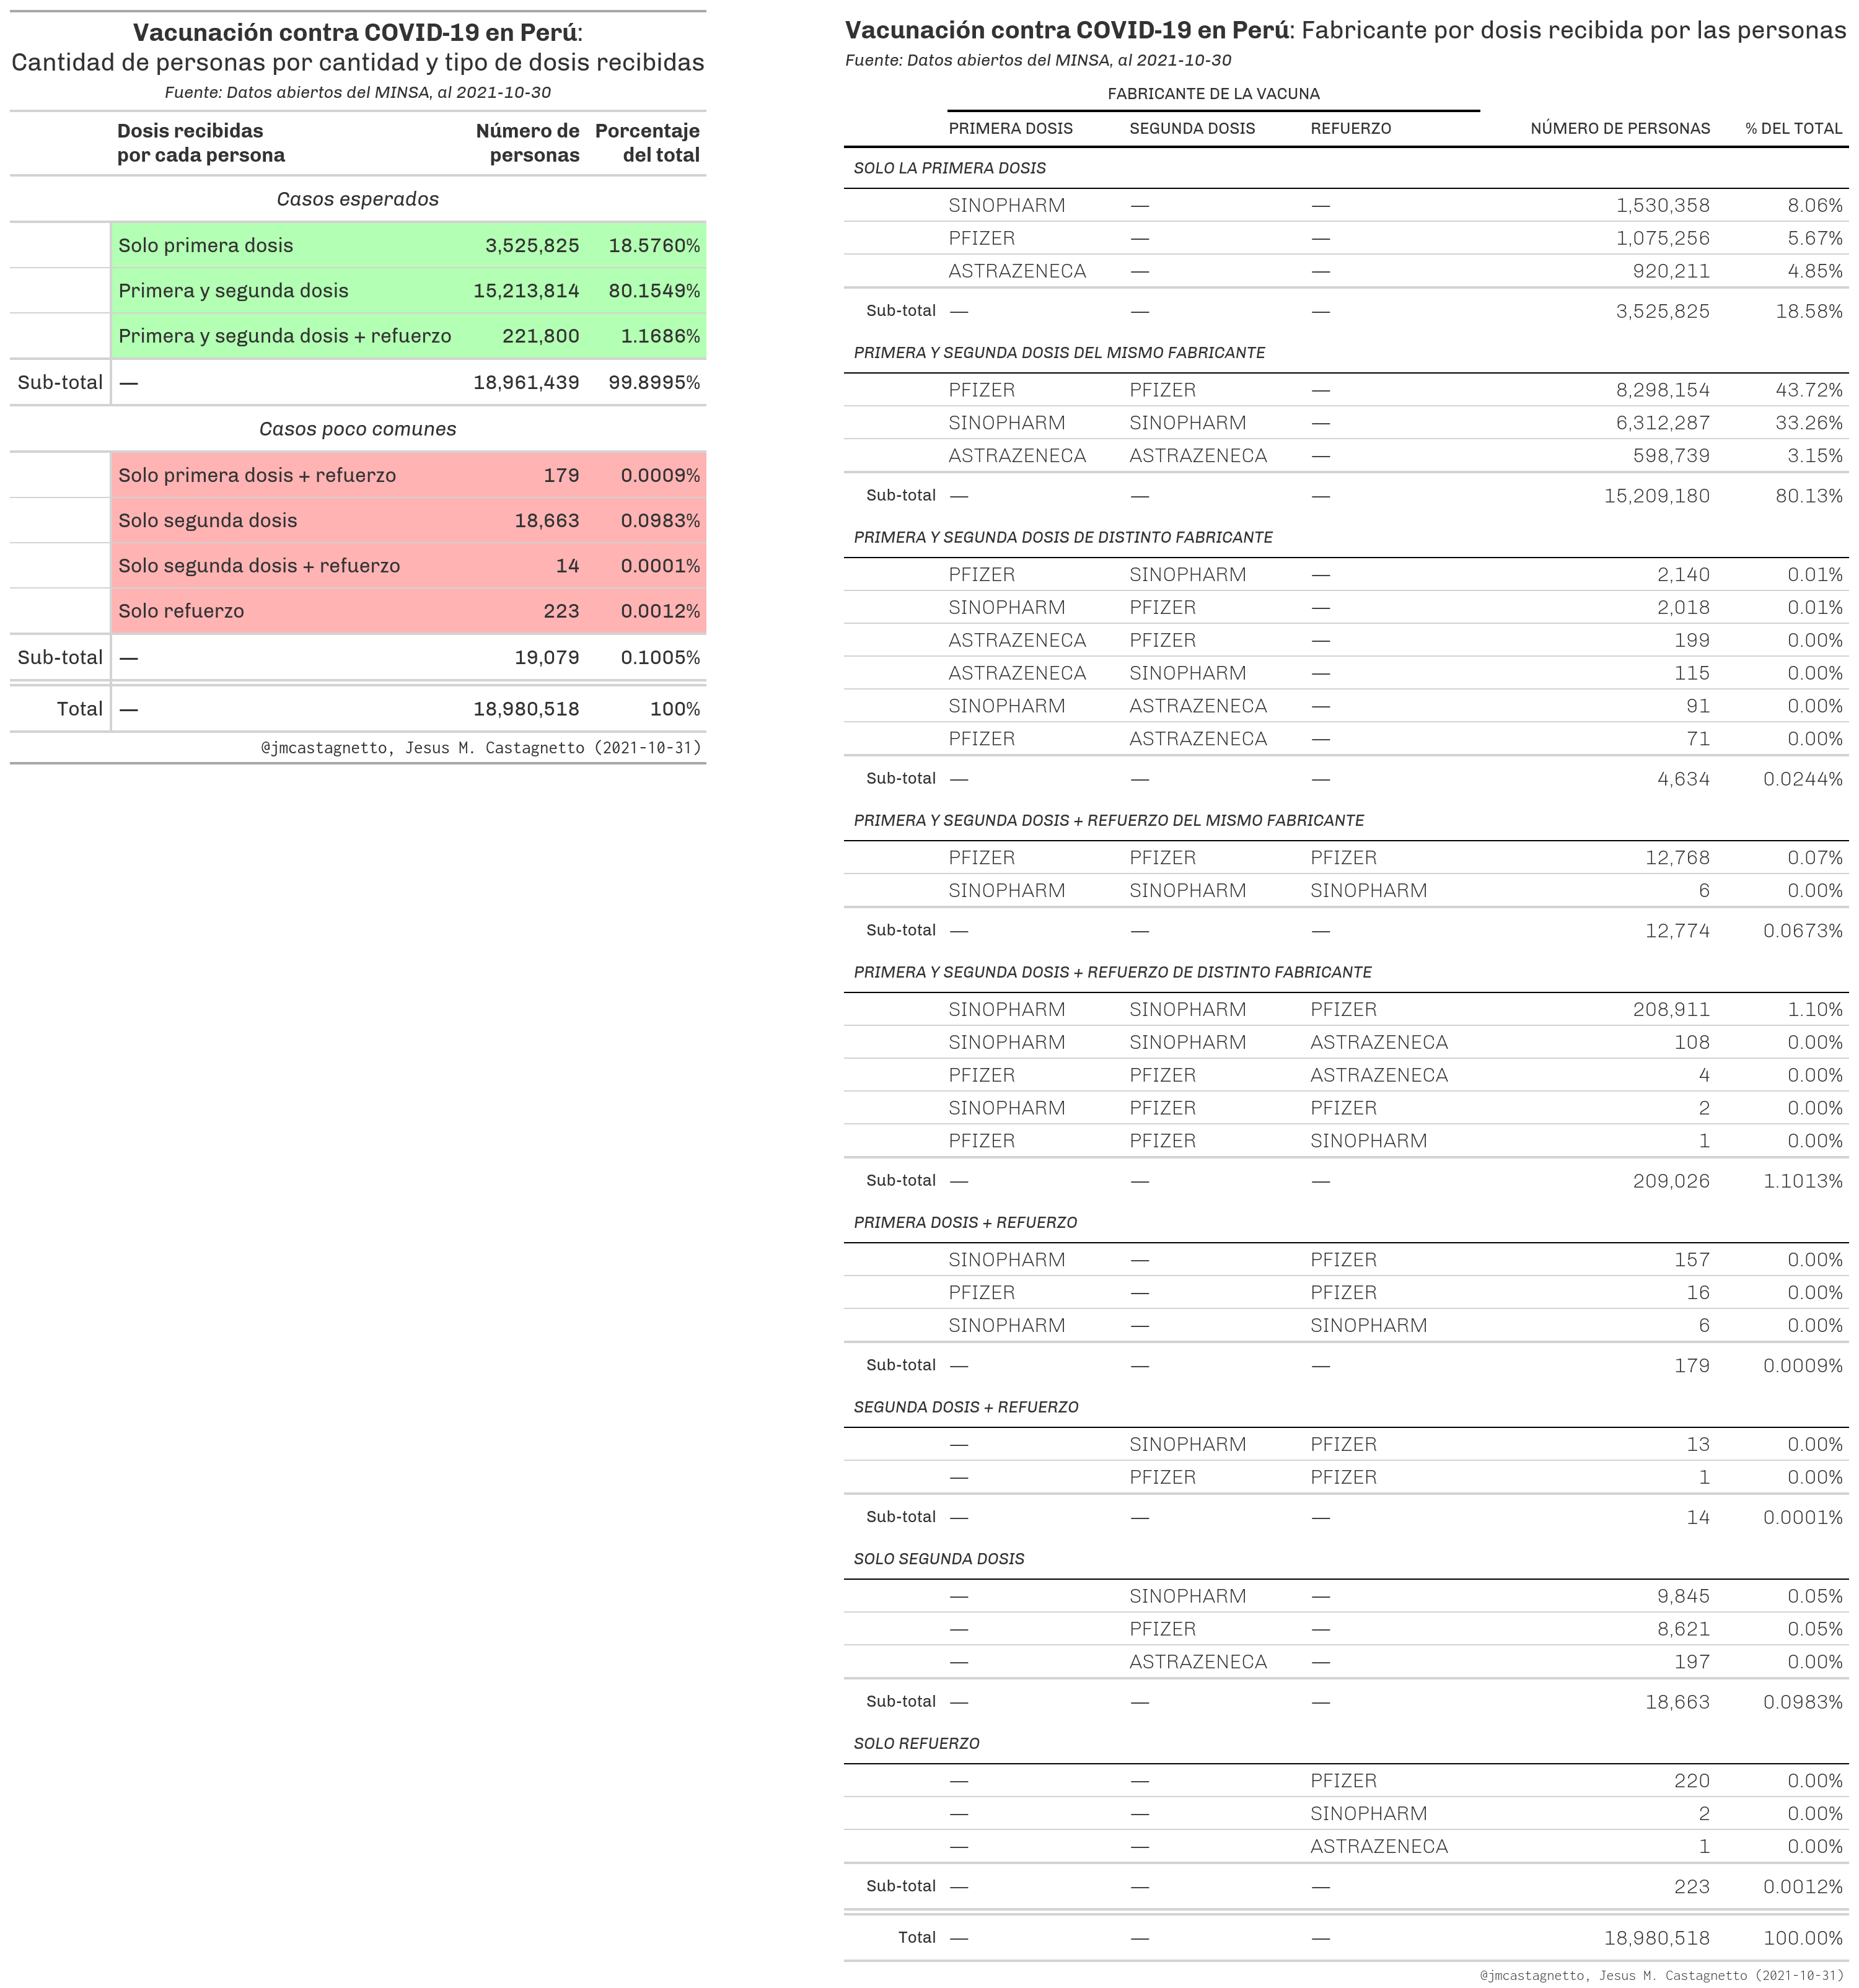 Vacunación contra COVID-19 en Perú:
Cantidad de personas por cantidad y tipo de dosis recibidas
Fuente: Datos abiertos del MINSA, al 2021-10-30
Dosis recibidas por cada persona Número de personas Porcentaje del total
Casos esperados
Solo primera dosis 3,525,825 18.5760%
Primera y segunda dosis 15,213,814 80.1549%
Primera y segunda dosis + refuerzo 221,800 1.1686%
Sub-total — 18,961,439 99.8995%
Casos poco comunes
Solo primera dosis + refuerzo 179 0.0009%
Solo segunda dosis 18,663 0.0983%
Solo segunda dosis + refuerzo 14 0.0001%
Solo refuerzo 223 0.0012%
Sub-total — 19,079 0.1005%
Total — 18,980,518 100%
@jmcastagnetto, Jesus M. Castagnetto (2021-10-31)
Vacunación contra COVID-19 en Perú: Fabricante por dosis recibida por las personas
Fuente: Datos abiertos del MINSA, al 2021-10-30
FABRICANTE DE LA VACUNA
PRIMERA DOSIS SEGUNDA DOSIS REFUERZO NÚMERO DE PERSONAS % DEL TOTAL
SOLO LA PRIMERA DOSIS
SINOPHARM — — 1,530,358 8.06%
PFIZER — — 1,075,256 5.67%
ASTRAZENECA — — 920,211 4.85%
Sub-total — — — 3,525,825 18.58%
PRIMERA Y SEGUNDA DOSIS DEL MISMO FABRICANTE
PFIZER PFIZER — 8,298,154 43.72%
SINOPHARM SINOPHARM — 6,312,287 33.26%
ASTRAZENECA ASTRAZENECA — 598,739 3.15%
Sub-total — — — 15,209,180 80.13%
PRIMERA Y SEGUNDA DOSIS DE DISTINTO FABRICANTE
PFIZER SINOPHARM — 2,140 0.01%
SINOPHARM PFIZER — 2,018 0.01%
ASTRAZENECA PFIZER — 199 0.00%
ASTRAZENECA SINOPHARM — 115 0.00%
SINOPHARM ASTRAZENECA — 91 0.00%
PFIZER ASTRAZENECA — 71 0.00%
Sub-total — — — 4,634 0.0244%
PRIMERA Y SEGUNDA DOSIS + REFUERZO DEL MISMO FABRICANTE
PFIZER PFIZER PFIZER 12,768 0.07%
SINOPHARM SINOPHARM SINOPHARM 6 0.00%
Sub-total — — — 12,774 0.0673%
PRIMERA Y SEGUNDA DOSIS + REFUERZO DE DISTINTO FABRICANTE
SINOPHARM SINOPHARM PFIZER 208,911 1.10%
SINOPHARM SINOPHARM ASTRAZENECA 108 0.00%
PFIZER PFIZER ASTRAZENECA 4 0.00%
SINOPHARM PFIZER PFIZER 2 0.00%
PFIZER PFIZER SINOPHARM 1 0.00%
Sub-total — — — 209,026 1.1013%
PRIMERA DOSIS + REFUERZO
SINOPHARM — PFIZER 157 0.00%
PFIZER — PFIZER 16 0.00%
SINOPHARM — SINOPHARM 6 0.00%
Sub-total — — — 179 0.0009%
SEGUNDA DOSIS + REFUERZO
— SINOPHARM PFIZER 13 0.00%
— PFIZER PFIZER 1 0.00%
Sub-total — — — 14 0.0001%
SOLO SEGUNDA DOSIS
— SINOPHARM — 9,845 0.05%
— PFIZER — 8,621 0.05%
— ASTRAZENECA — 197 0.00%
Sub-total — — — 18,663 0.0983%
SOLO REFUERZO
— — PFIZER 220 0.00%
— — SINOPHARM 2 0.00%
— — ASTRAZENECA 1 0.00%
Sub-total — — — 223 0.0012%
Total — — — 18,980,518 100.00%
@jmcastagnetto, Jesus M. Castagnetto (2021-10-31)